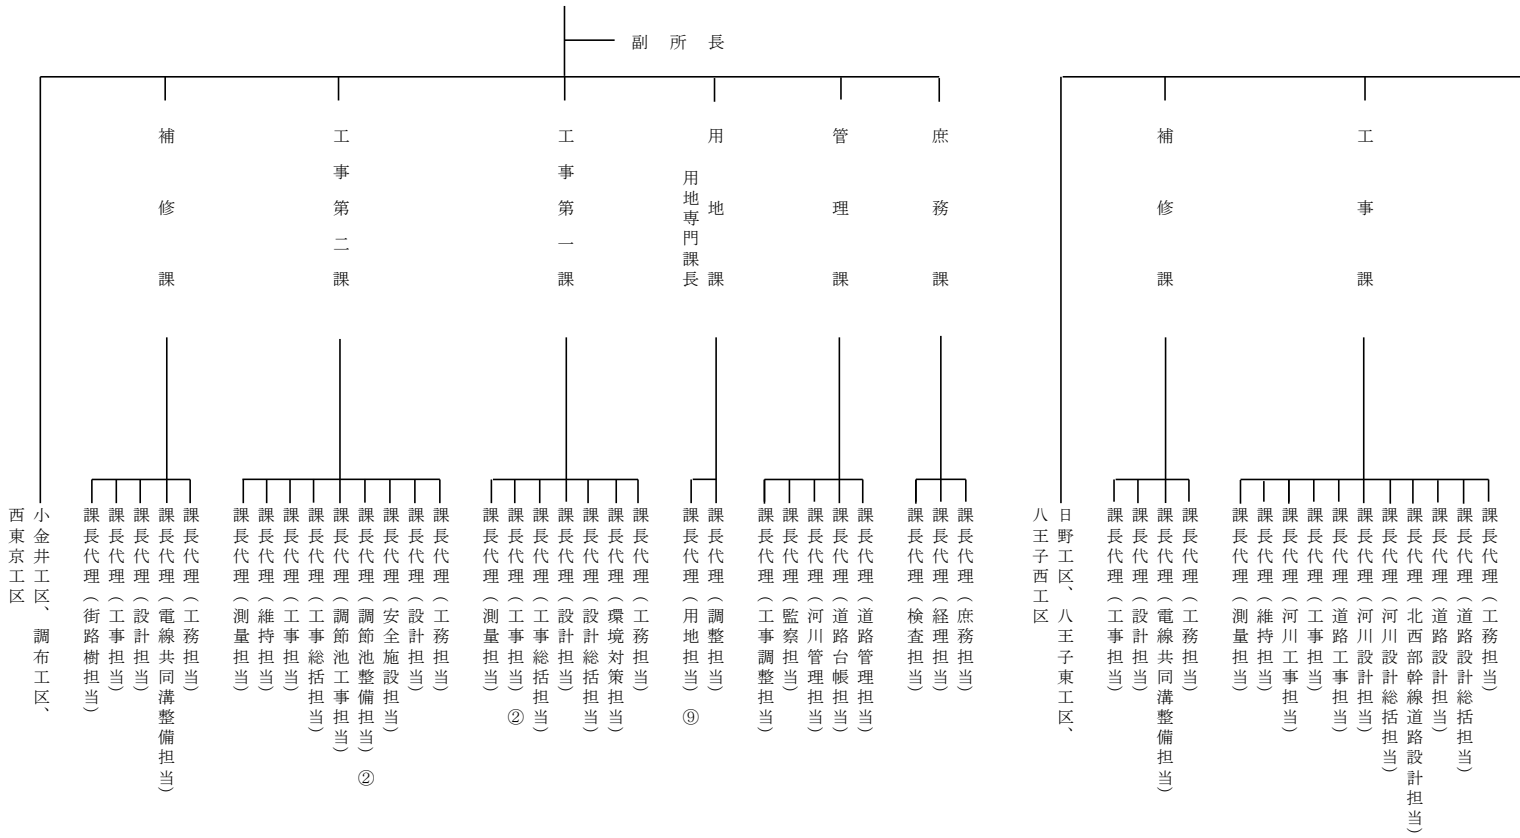 副所長
工事課
課長代理（工務担当）
課長代理（道路設計総括担当）
課長代理（道路設計担当）
課長代理（北西部幹線道路設計担当）
課長代理（河川設計総括担当）
課長代理（河川設計担当）
課長代理（道路工事担当）
課長代理（工事担当）
課長代理（河川工事担当）
課長代理（維持担当）
課長代理（測量担当）
補修課
課長代理（工務担当）
課長代理（電線共同溝整備担当）
課長代理（設計担当）
課長代理（工事担当）
日野工区、八王子東工区、
八王子西工区
庶務課
課長代理（庶務担当）
課長代理（経理担当）
課長代理（検査担当）
管理課
課長代理（道路管理担当）
課長代理（道路台帳担当）
課長代理（河川管理担当）
課長代理（監察担当）
課長代理（工事調整担当）
用地課
用地専門課長
課長代理（調整担当）
課長代理（用地担当）⑨
工事第一課
課長代理（工務担当）
課長代理（環境対策担当）
課長代理（設計総括担当）
課長代理（設計担当）
課長代理（工事総括担当）
課長代理（工事担当）②
課長代理（測量担当）
工事第二課
課長代理（工務担当）
課長代理（設計担当）
課長代理（安全施設担当）
課長代理（調節池整備担当）②
課長代理（調節池工事担当）
課長代理（工事総括担当）
課長代理（工事担当）
課長代理（維持担当）
課長代理（測量担当）
補修課
課長代理（工務担当）
課長代理（電線共同溝整備担当）
課長代理（設計担当）
課長代理（工事担当）
課長代理（街路樹担当）
小金井工区、調布工区、
西東京工区